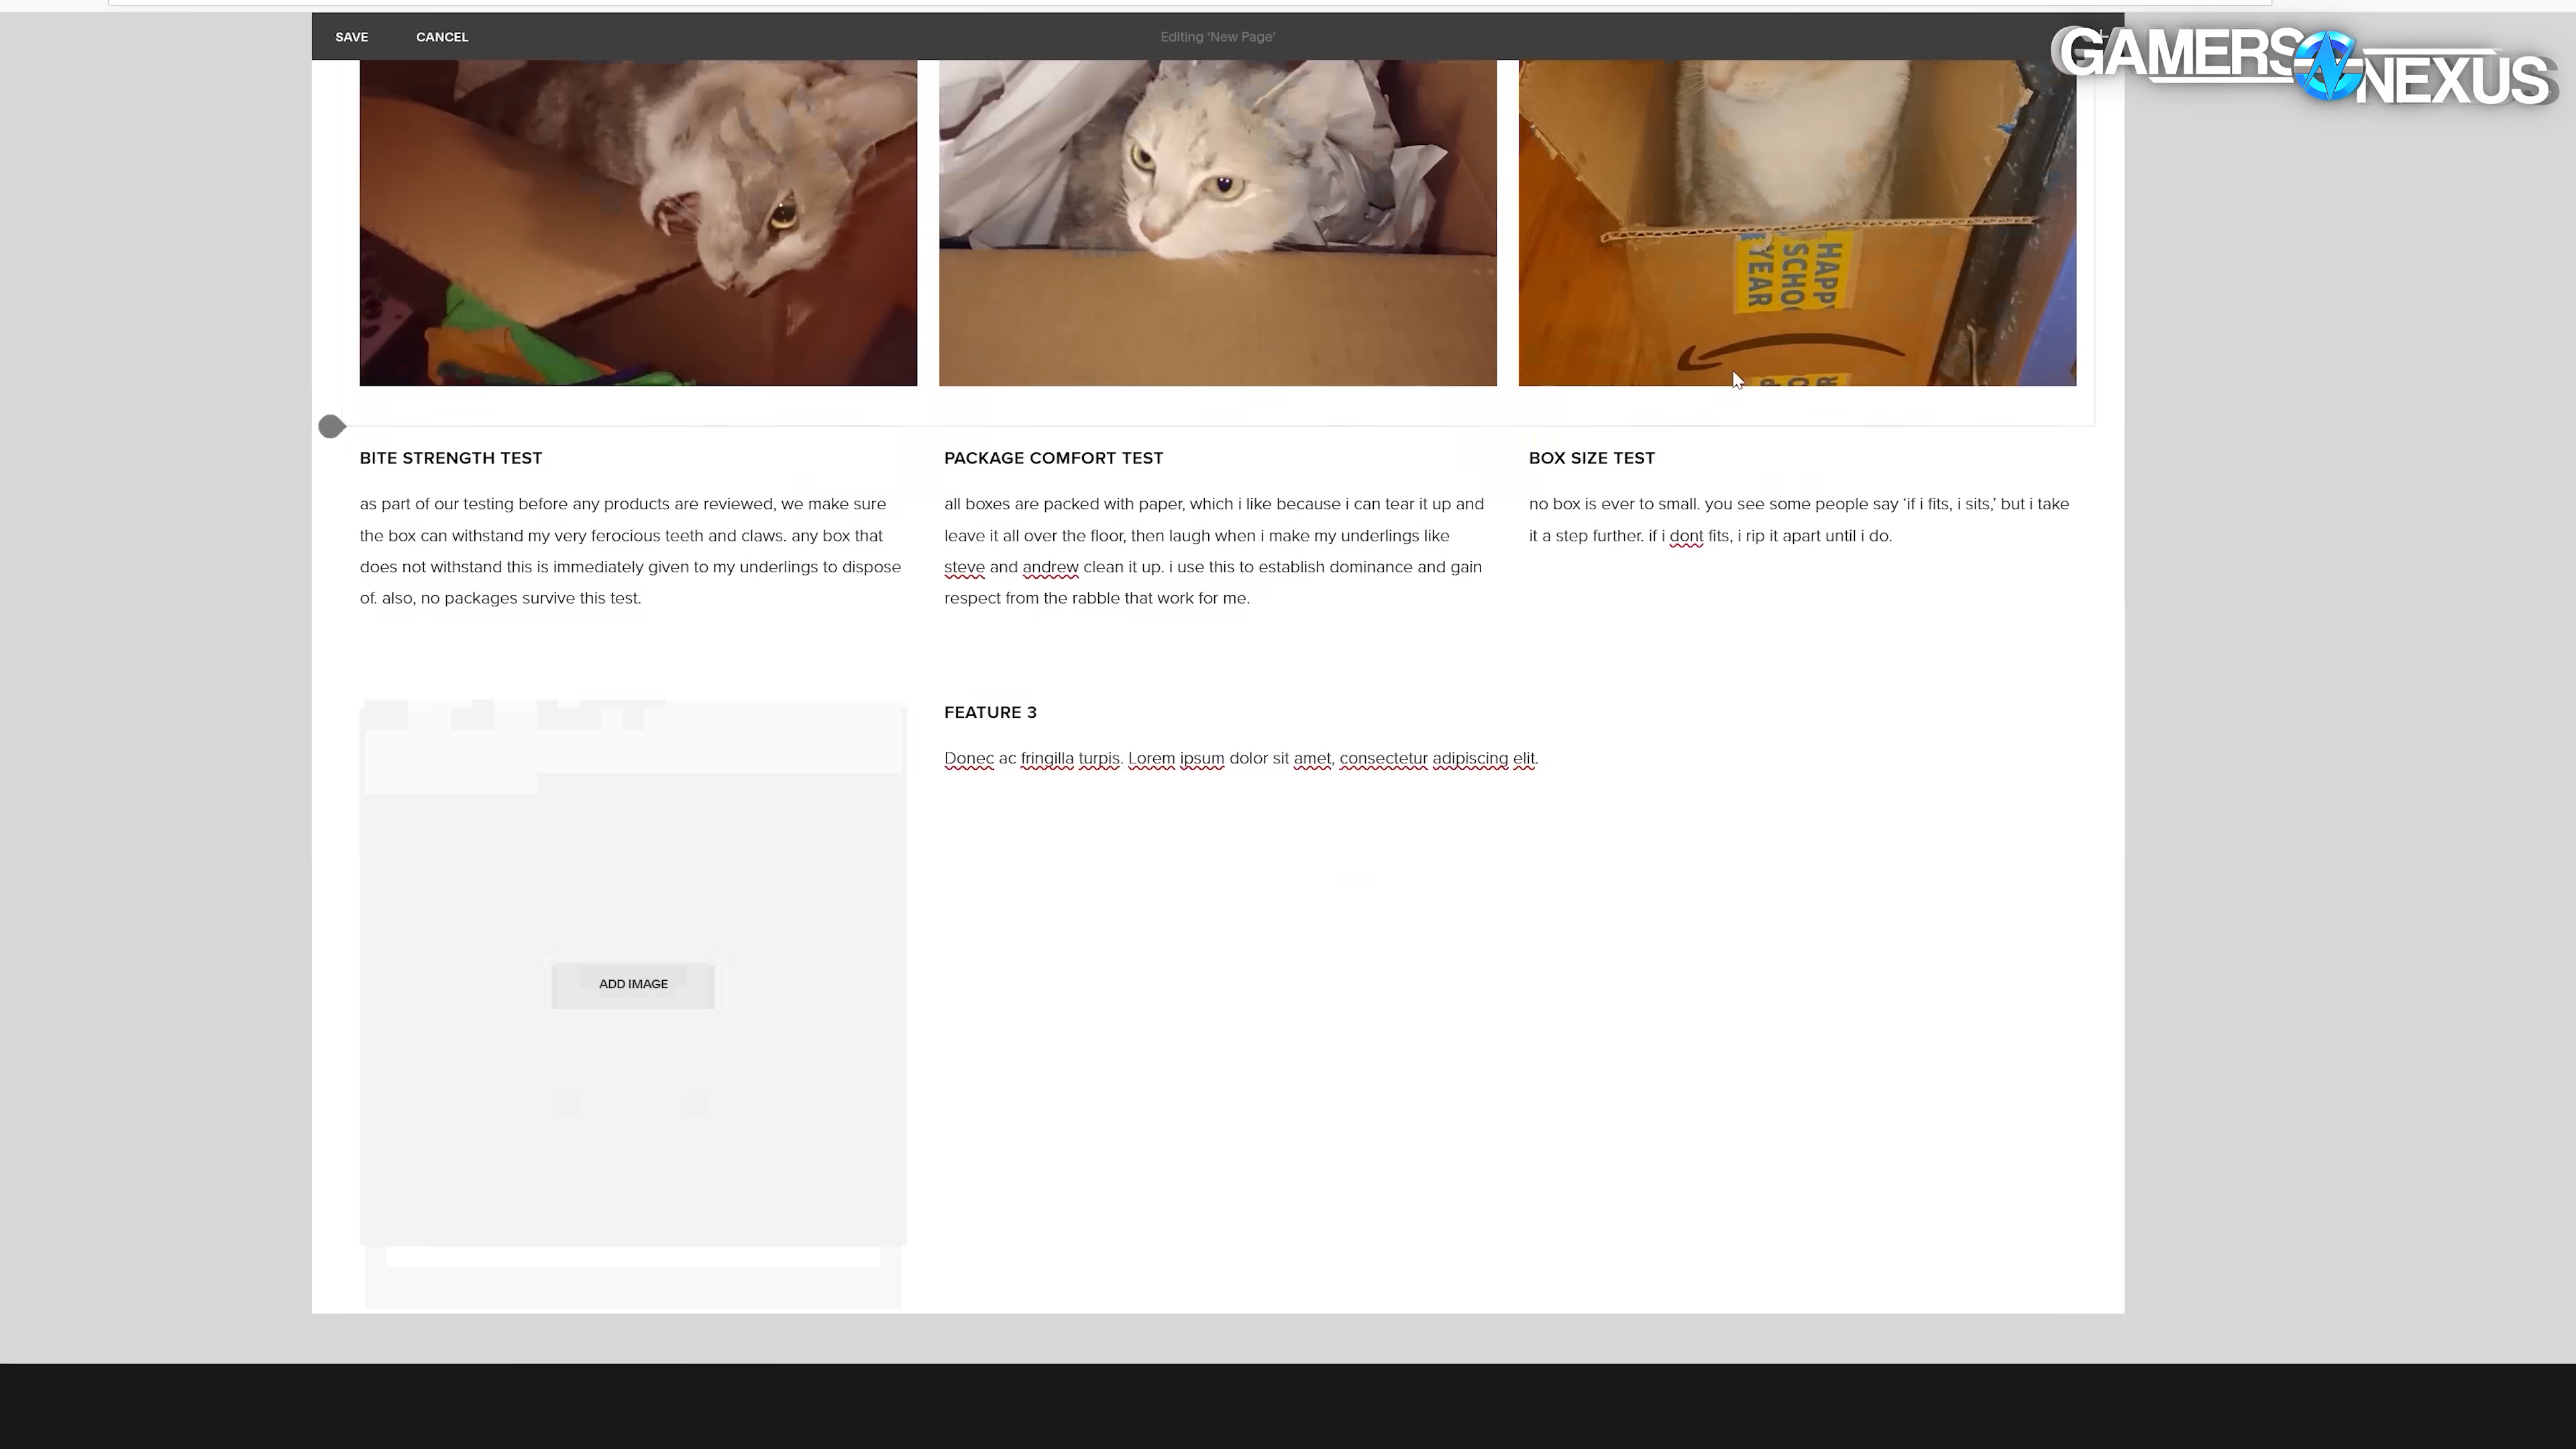 SAVE
CANCEL
Editing ‘New Page’
GAMERS
NEXUS
HAPPY
SCHO
YEAR
BITE STRENGTH TEST
as part of our testing before any products are reviewed, we make sure
the box can withstand my very ferocious teeth and claws. any box that
does not withstand this is immediately given to my underlings to dispose
of. also, no packages survive this test.
PACKAGE COMFORT TEST
all boxes are packed with paper, which i like because i can tear it up and
leave it all over the floor, then laugh when i make my underlings like
steve and andrew clean it up. i use this to establish dominance and gain
respect from the rabble that work for me.
BOX SIZE TEST
no box is ever to small. you see some people say ‘if i fits, i sits,’ but i take
it a step further. if i dont fits, i rip it apart until i do.
FEATURE 3
Donec ac fringilla turpis. Lorem ipsum dolor sit amet, consectetur adipiscing elit.
ADD IMAGE